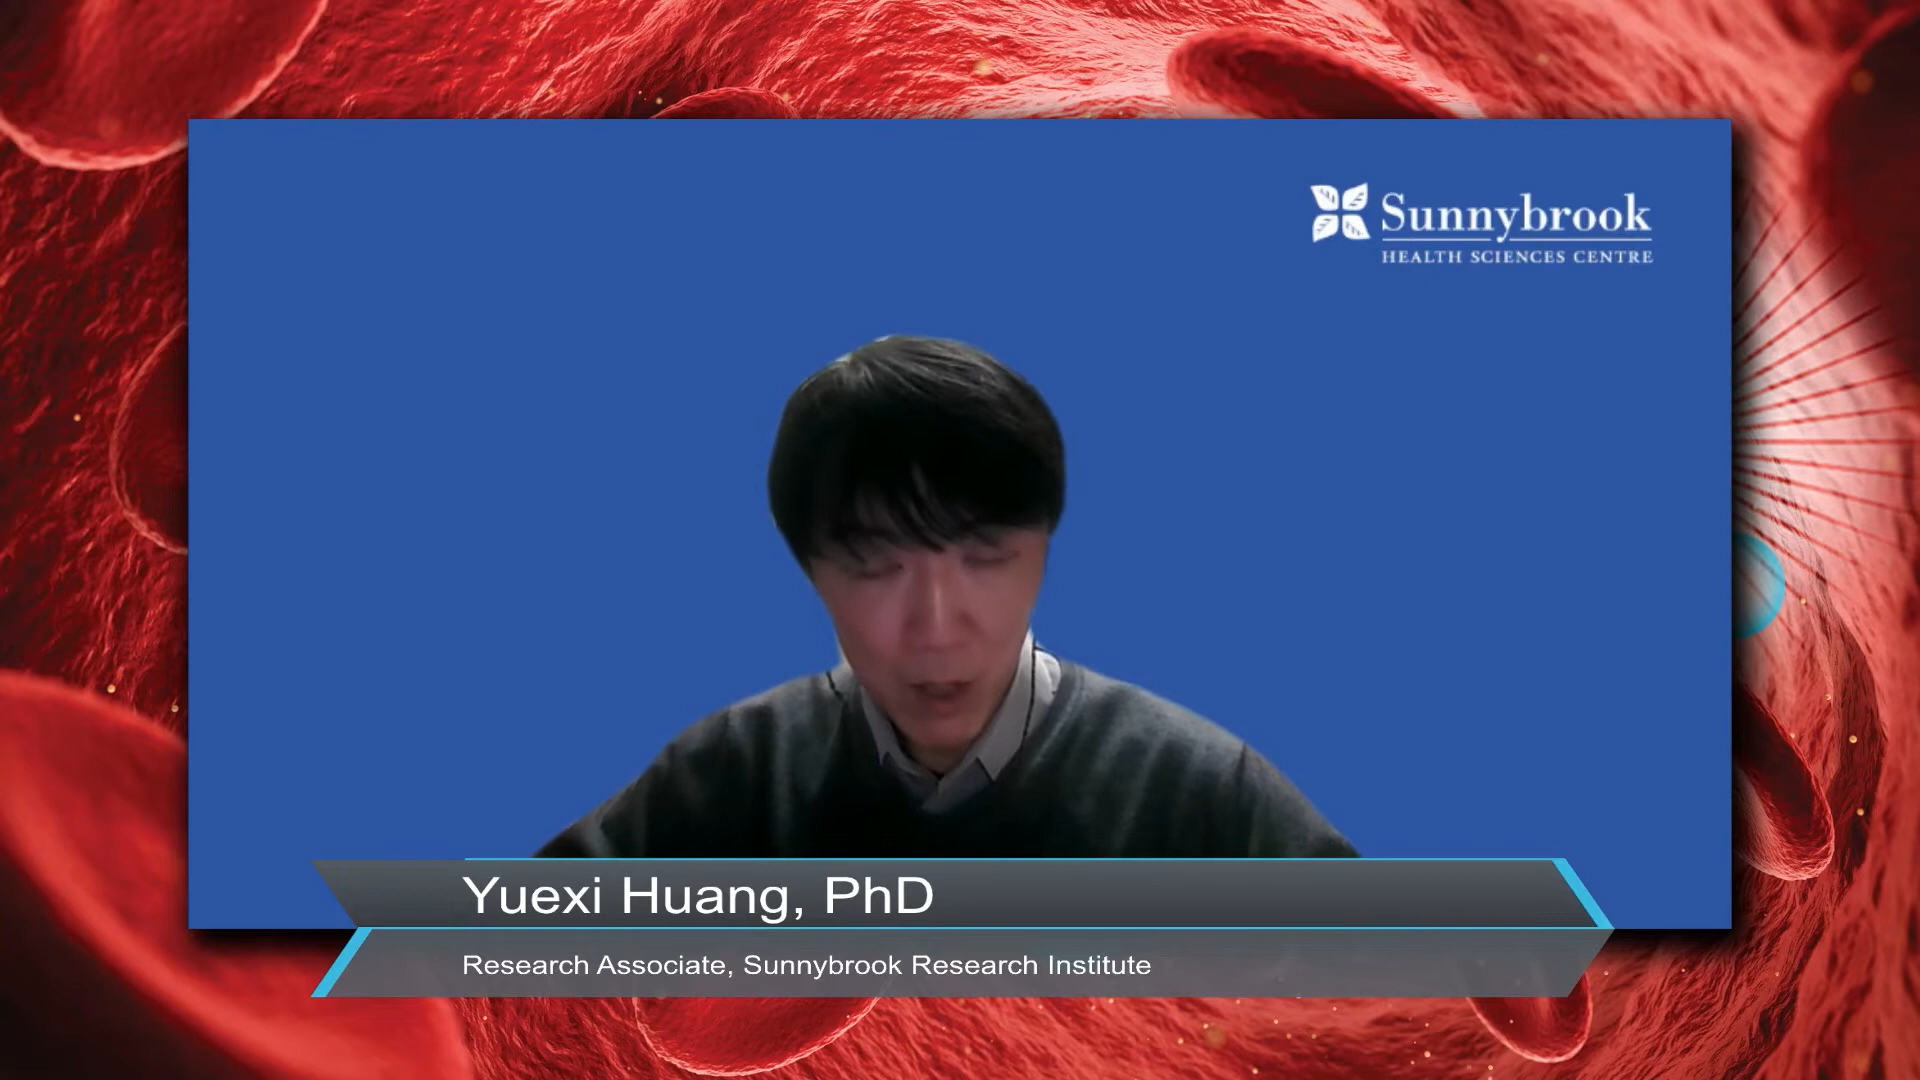 Sunnybrook
HEALTH SCIENCES CENTRE
Yuexi Huang, PhD
Research Associate, Sunnybrook Research Institute